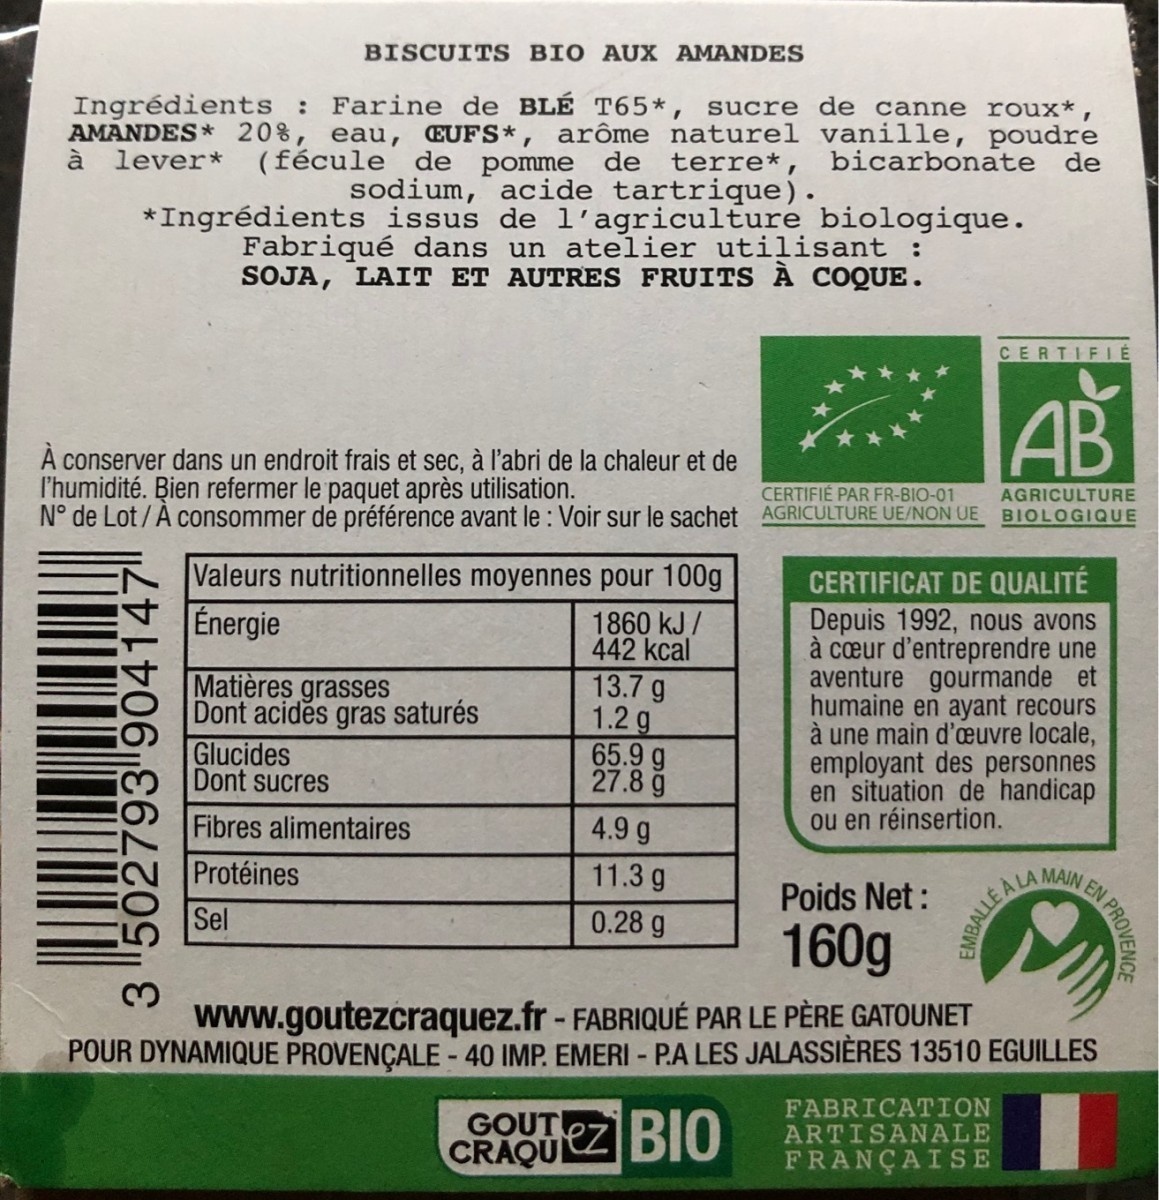 BISCUITS BIO AUX AMANDES
Ingrédients : Farine de BLÉ T65*, sucre de canne roux*,
AMANDES* 20%, eau, ŒUFS*, arôme naturel vanille, poudre
à lever* (fécule de pomme de terre*, bicarbonate de
sodium, acide tartrique).
*Ingrédients issus de l'agriculture biologique.
Fabriqué dans un atelier utilisant :
SOJA, LAIT ET AUTRES FRUITS À COQUE.
CERTIFIÉ
AB
AGRICULTURE
BIOLOGIQUE
CERTIFIÉ PAR FR-BIO-01
AGRICULTURE UE/NON UE
À conserver dans un endroit frais et sec, à l'abri de la chaleur et de
l'humidité. Bien refermer le paquet après utilisation.
N° de Lot / À consommer de préférence avant le : Voir sur le sachet
3 502793 904147
Valeurs nutritionnelles moyennes pour 100g
Énergie 1860 kJ /
442 kcal
Matières grasses 13.7 g
Dont acides gras saturés 1.2 g
Glucides 65.9 g
Dont sucres 27.8 g
Fibres alimentaires 4.9 g
Protéines 11.3 g
Sel 0.28 g
CERTIFICAT DE QUALITÉ
Depuis 1992, nous avons
à cœur d'entreprendre une
aventure gourmande et
humaine en ayant recours
à une main d'œuvre locale,
employant des personnes
en situation de handicap
ou en réinsertion.
Poids Net :
160g
EMBALLÉ À LA MAIN EN PROVENCE
www.goutezcraquez.fr - FABRIQUÉ PAR LE PÈRE GATOUNET
POUR DYNAMIQUE PROVENÇALE - 40 IMP. EMERI - P.A LES JALASSIÈRES 13510 EGUILLES
GOUT
CRAQU ez BIO
FABRICATION
ARTISANALE
FRANÇAISE